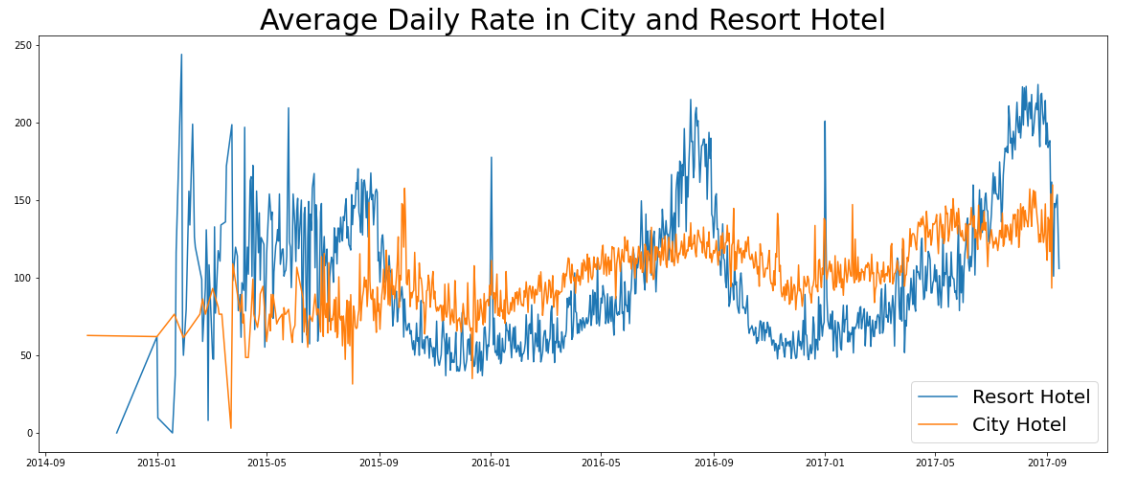 Average Daily Rate in City and Resort Hotel
250
200
150
100
50
0
Resort Hotel
City Hotel
2014-09 2015-01 2015-05 2015-09 2016-01 2016-05 2016-09 2017-01 2017-05 2017-09